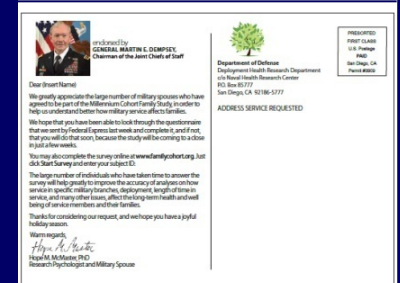 endorsed by
GENERAL MARTIN E. DEMPSEY,
Chairman of the Joint Chiefs of Staff
Dear (Insert Name)
We greatly appreciate the large number of military spouses who have
agreed to be part of the Millennium Cohort Family Study, in order to
help us understand better how military service affects families.
We hope that you have been able to look through the questionnaire
that we sent by Federal Express last week and complete it, and if not,
that you will do that soon, because the study will be coming to a close
in just a few weeks.
You may also complete the survey online at www.familycohort.org. Just
click Start Survey and enter your subject ID:
The large number of individuals who have taken time to answer the
survey will help greatly to improve the accuracy of analyses on how
service in specific military branches, deployment, length of time in
service, and many other issues, affect the long-term health and well
being of service members and their families.
Thanks for considering our request, and we hope you have a joyful
holiday season.
Warm regards,
Hope M. McMaster
Hope M. McMaster, PhD
Research Psychologist and Military Spouse
Department of Defense
Deployment Health Research Department
c/o Naval Health Research Center
P.O. Box 85777
San Diego, CA 92186-5777
ADDRESS SERVICE REQUESTED
PRESORTED
FIRST CLASS
U.S. Postage
PAID
San Diego, CA